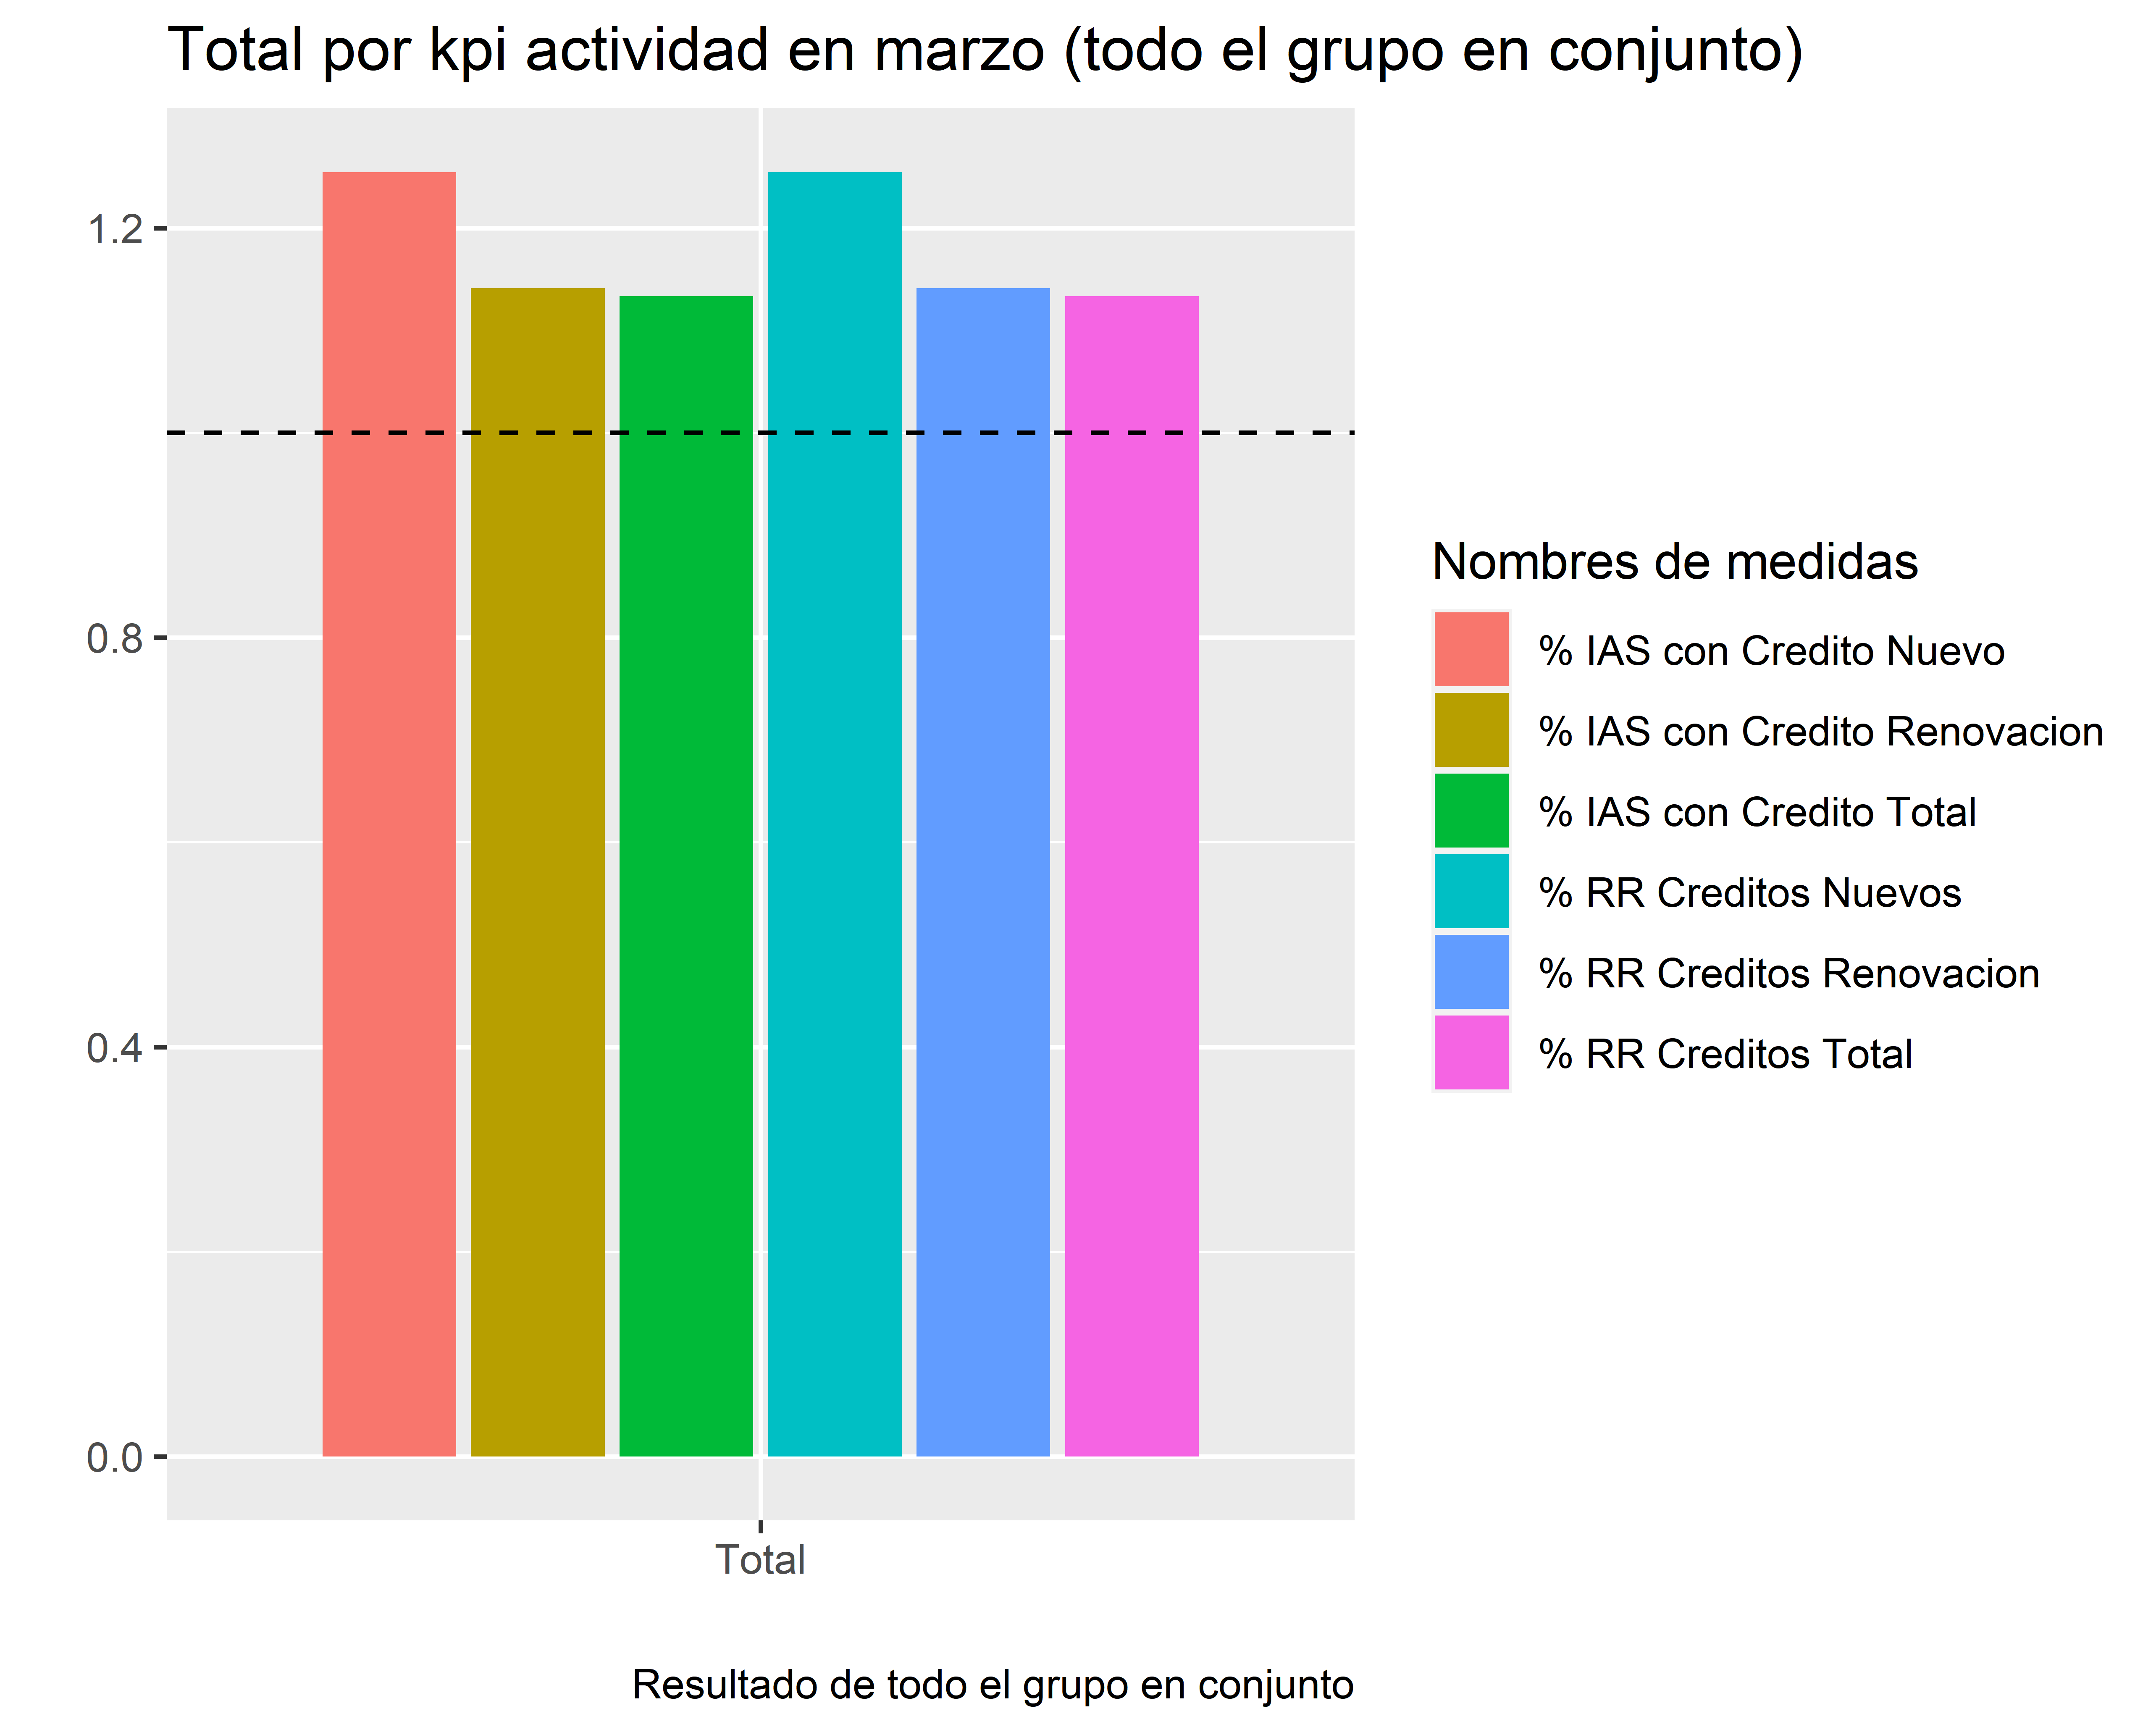 Total por kpi actividad en marzo (todo el grupo en conjunto)
1.2
0.8
0.4
0.0
Total
Nombres de medidas
% IAS con Credito Nuevo
% IAS con Credito Renovacion
% IAS con Credito Total
% RR Creditos Nuevos
% RR Creditos Renovacion
% RR Creditos Total
Resultado de todo el grupo en conjunto